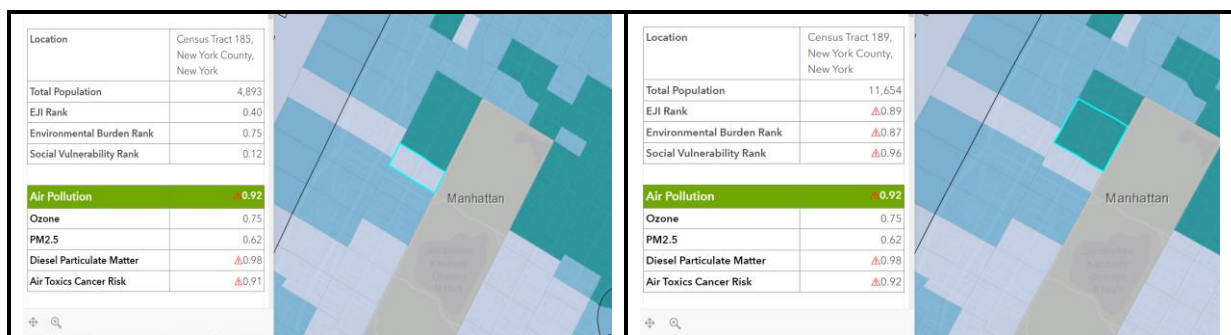 Location Census Tract 185,
New York County,
New York
Total Population 4,893
EJI Rank 0.40
Environmental Burden Rank 0.75
Social Vulnerability Rank 0.12
Air Pollution ⚠0.92
Ozone 0.75
PM2.5 0.62
Diesel Particulate Matter ⚠0.98
Air Toxics Cancer Risk ⚠0.91
Manhattan
Location Census Tract 189,
New York County,
New York
Total Population 11,654
EJI Rank ⚠0.89
Environmental Burden Rank ⚠0.87
Social Vulnerability Rank ⚠0.96
Air Pollution ⚠0.92
Ozone 0.75
PM2.5 0.62
Diesel Particulate Matter ⚠0.98
Air Toxics Cancer Risk ⚠0.92
Manhattan